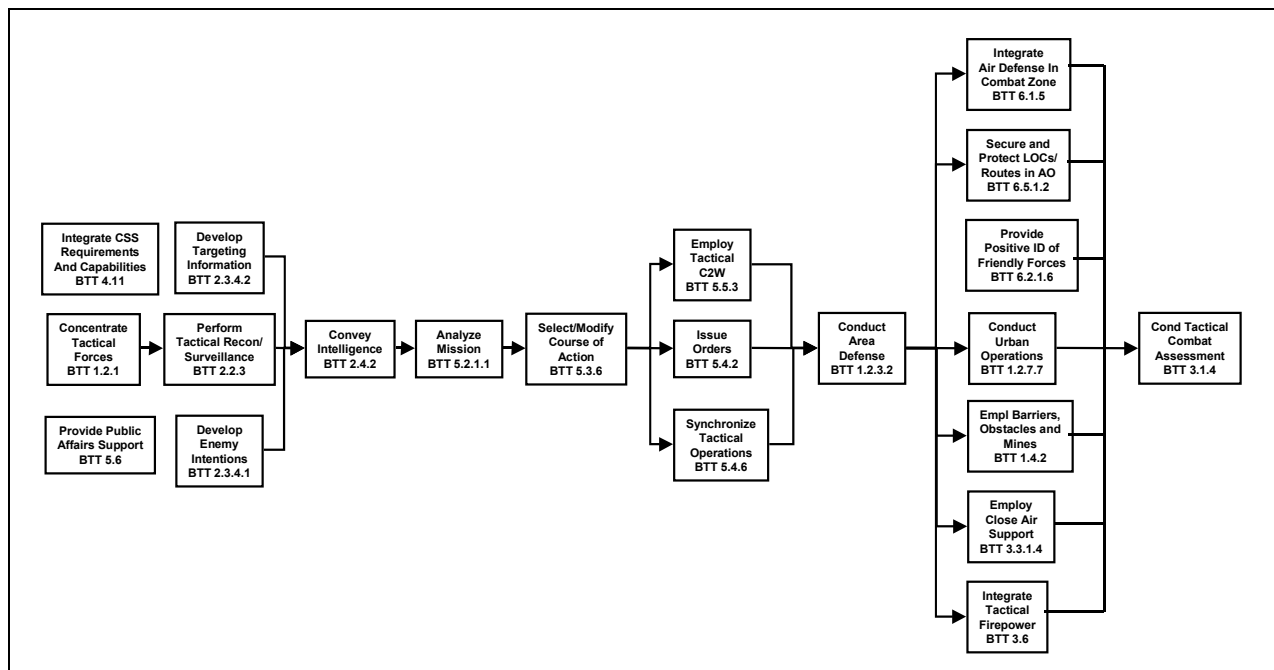 Integrate CSS
Requirements
And Capabilities
BTT 4.11
Concentrate
Tactical
Forces
BTT 1.2.1
Provide Public
Affairs Support
BTT 5.6
Develop
Targeting
Information
BTT 2.3.4.2
Perform
Tactical Recon/
Surveillance
BTT 2.2.3
Develop
Enemy
Intentions
BTT 2.3.4.1
Convey
Intelligence
BTT 2.4.2
Analyze
Mission
BTT 5.2.1.1
Select/Modify
Course of
Action
BTT 5.3.6
Employ
Tactical
C2W
BTT 5.5.3
Issue
Orders
BTT 5.4.2
Synchronize
Tactical
Operations
BTT 5.4.6
Conduct
Area
Defense
BTT 1.2.3.2
Integrate
Air Defense In
Combat Zone
BTT 6.1.5
Secure and
Protect LOCs/
Routes in AO
BTT 6.5.1.2
Provide
Positive ID of
Friendly Forces
BTT 6.2.1.6
Conduct
Urban
Operations
BTT 1.2.7.7
Empl Barriers,
Obstacles and
Mines
BTT 1.4.2
Employ
Close Air
Support
BTT 3.3.1.4
Integrate
Tactical
Firepower
BTT 3.6
Cond Tactical
Combat
Assessment
BTT 3.1.4